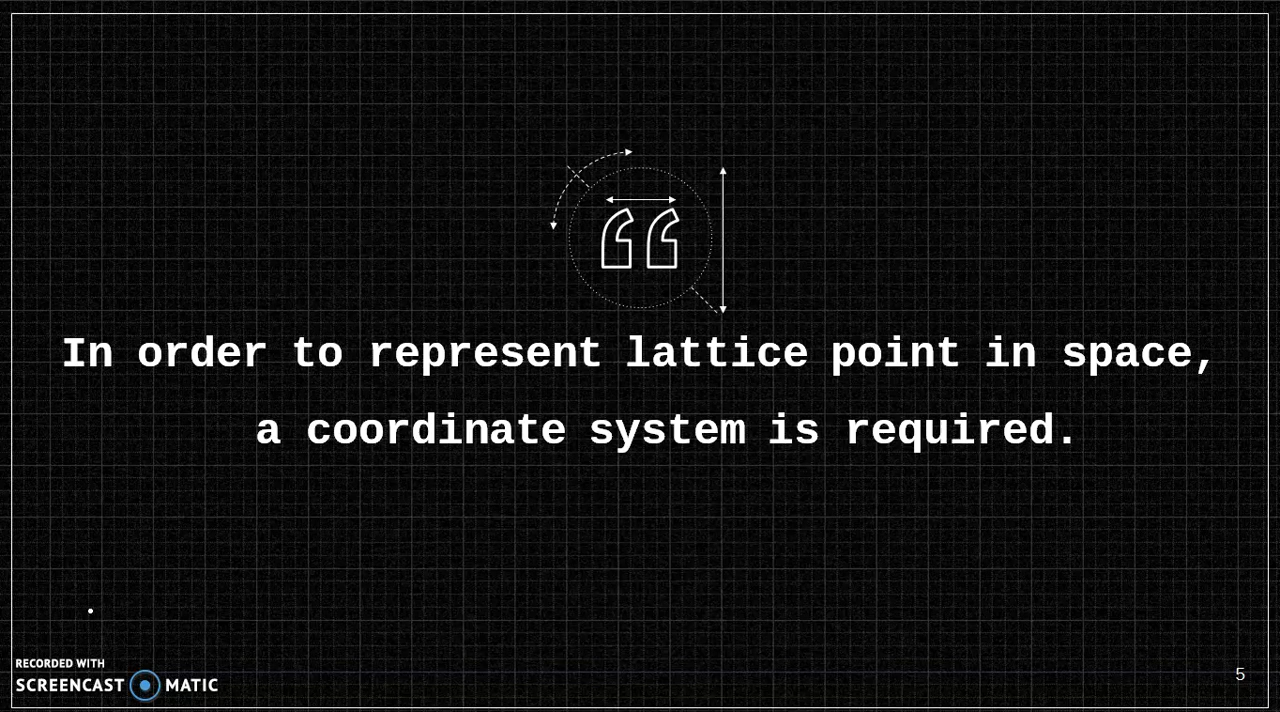 In order to represent lattice point in space,
a coordinate system is required.
RECORDED WITH
SCREENCAST MATIC
5